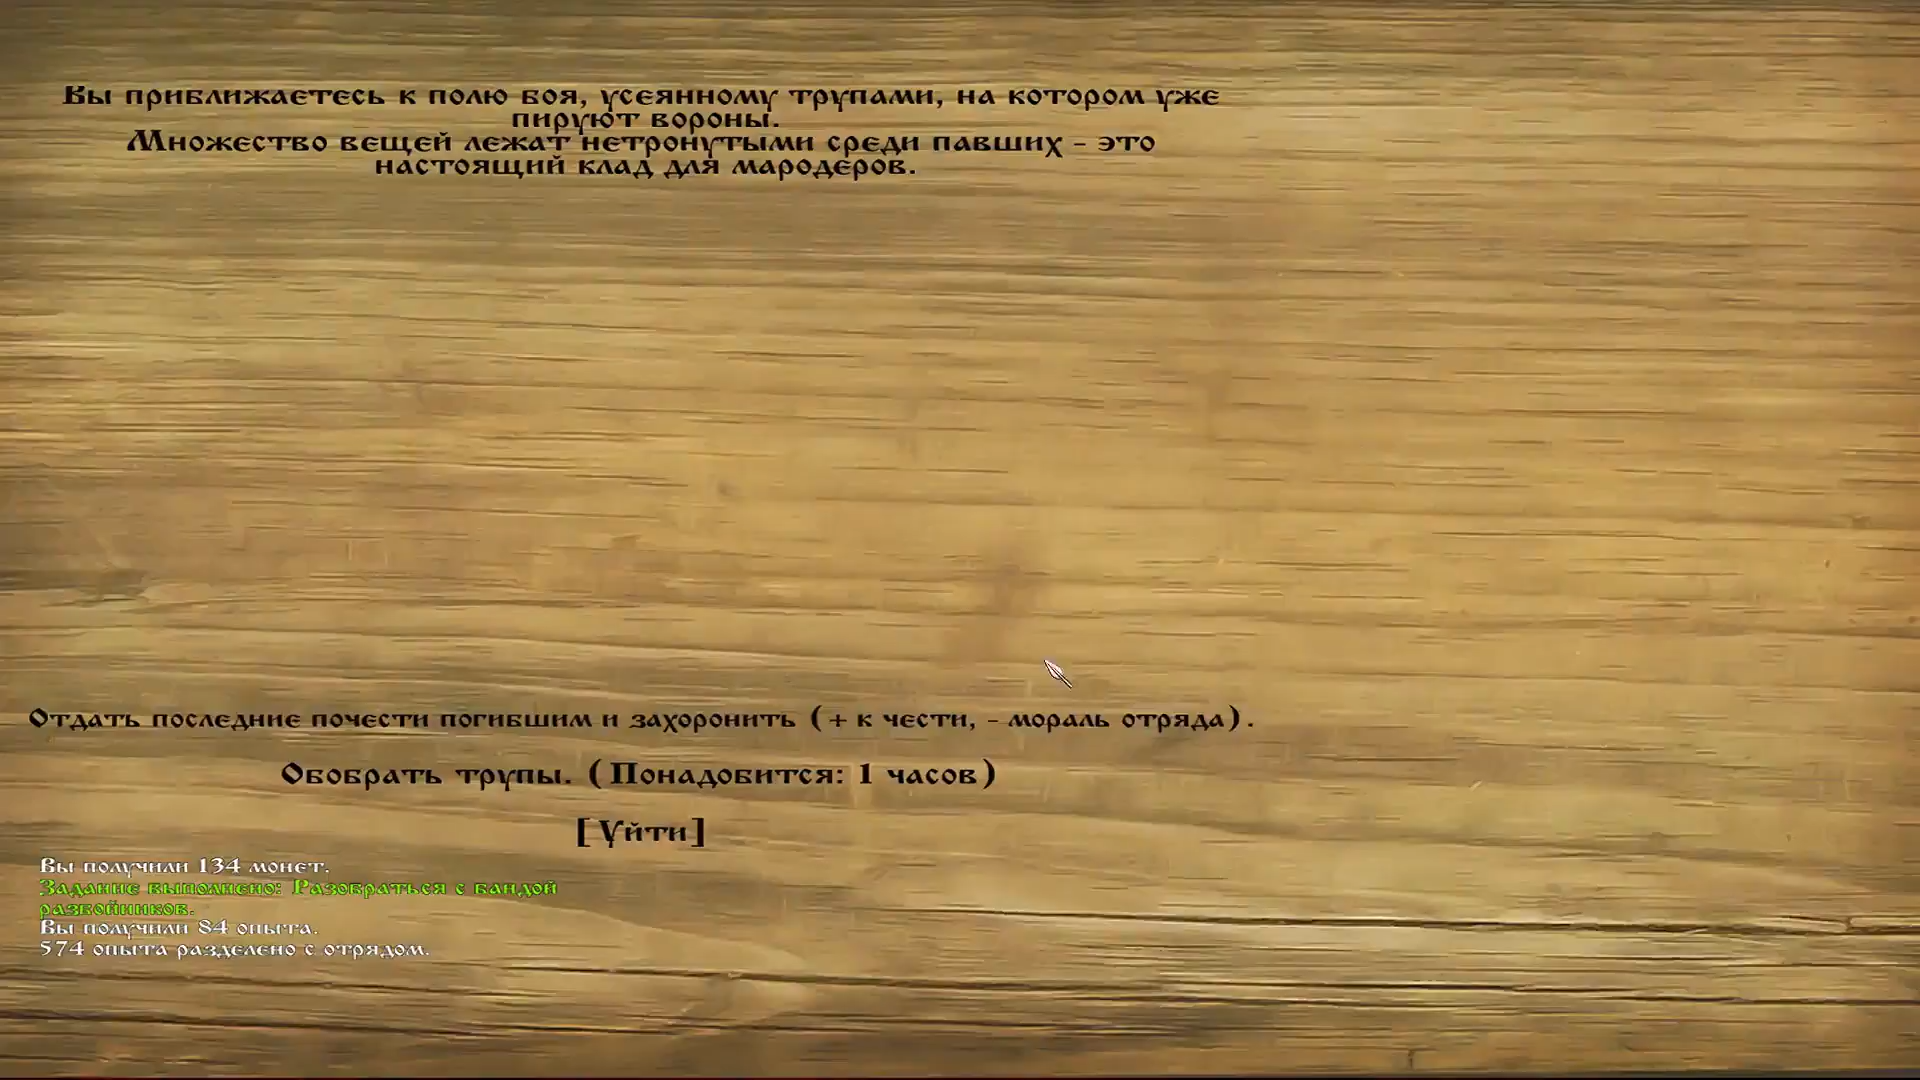 Вы приближаетесь к полю боя, усеянному трупами, на котором уже
пируют вороны.
Множество вещей лежат нетронутыми среди павших - это
настоящий клад для мародеров.
Отдать последние почести погибшим и захоронить (+ к чести, - мораль отряда).
Обобрать трупы. (Понадобится: 1 часов)
[Уйти]
Вы получили 134 монет.
Задание выполнено: Разобраться с бандой
разбойников.
Вы получили 84 опыта.
574 опыта разделено с отрядом.